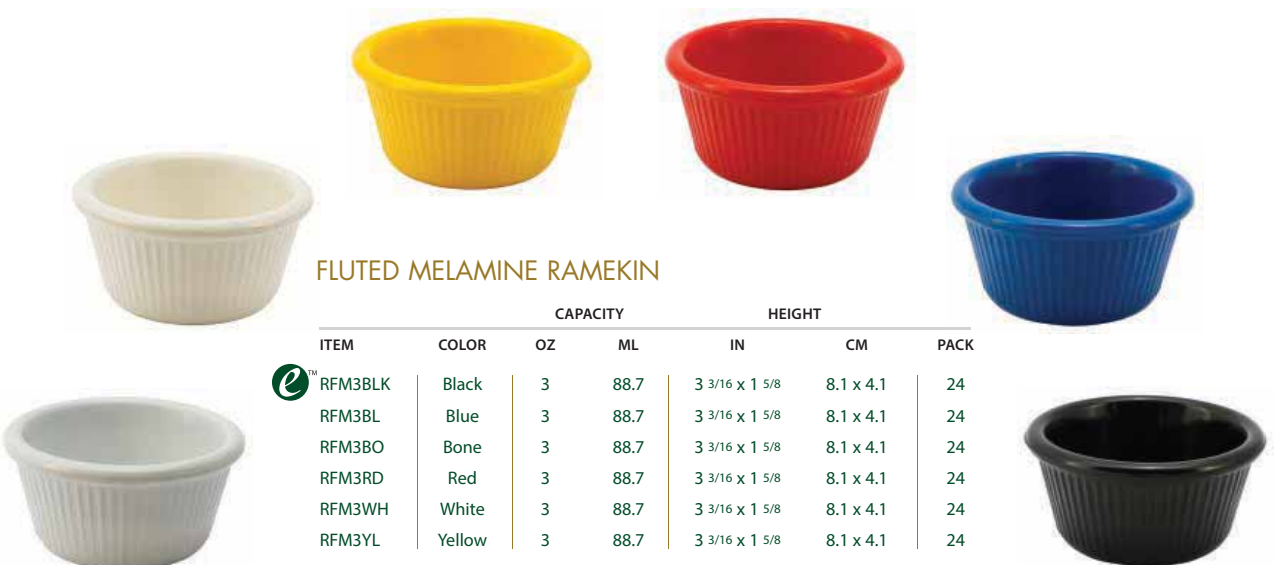 FLUTED MELAMINE RAMEKIN
CAPACITY HEIGHT
ITEM COLOR OZ ML IN CM PACK
e™ RFM3BLK Black 3 88.7 3 3/16 x 1 5/8 8.1 x 4.1 24
RFM3BL Blue 3 88.7 3 3/16 x 1 5/8 8.1 x 4.1 24
RFM3BO Bone 3 88.7 3 3/16 x 1 5/8 8.1 x 4.1 24
RFM3RD Red 3 88.7 3 3/16 x 1 5/8 8.1 x 4.1 24
RFM3WH White 3 88.7 3 3/16 x 1 5/8 8.1 x 4.1 24
RFM3YL Yellow 3 88.7 3 3/16 x 1 5/8 8.1 x 4.1 24